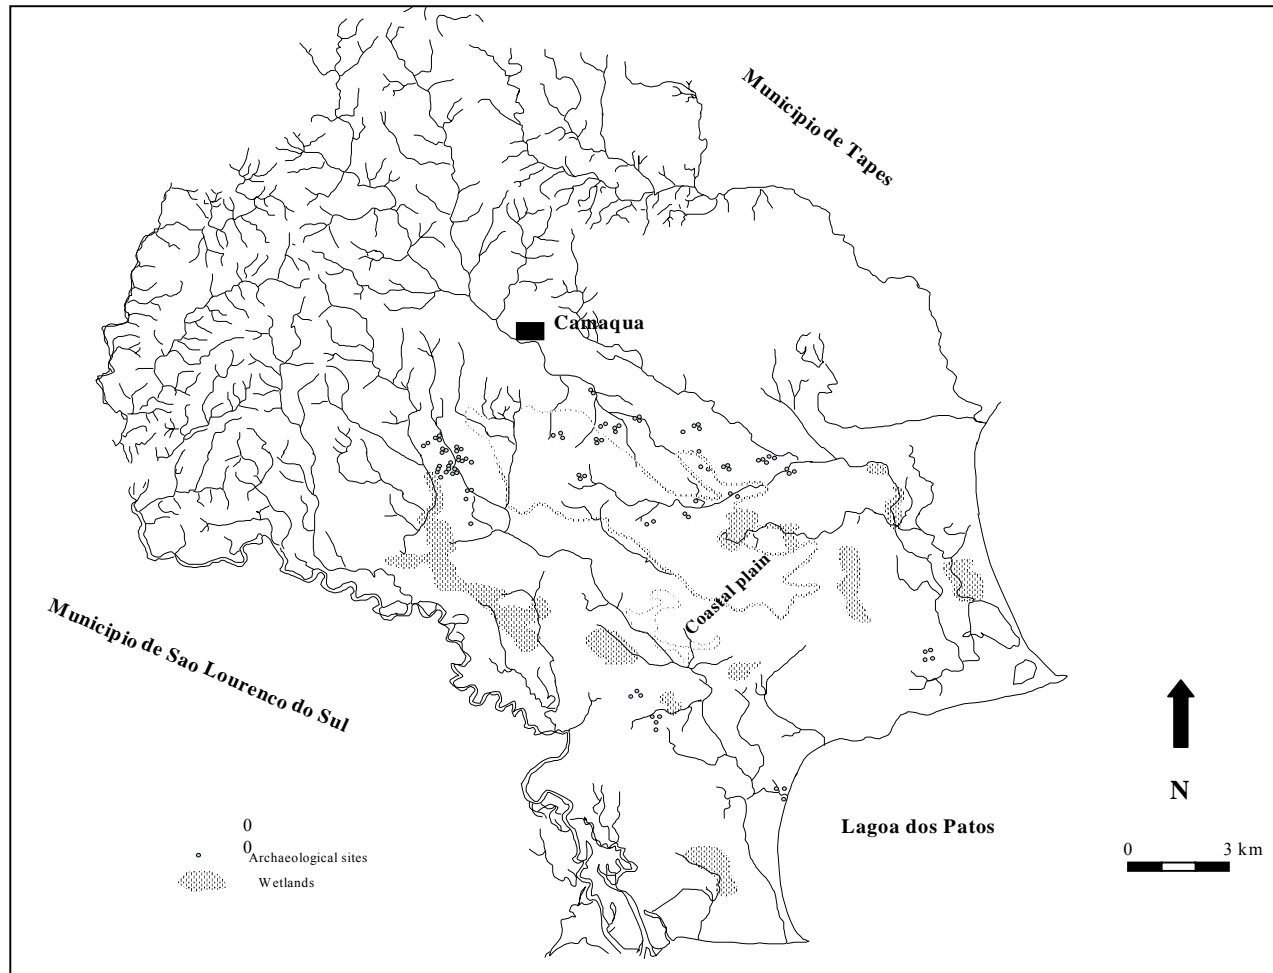 Municipio de Tapes
Camaqua
Coastal plain
Municipio de Sao Lourenco do Sul
N
Lagoa dos Patos
0
0
Archaeological sites
Wetlands
0 3 km